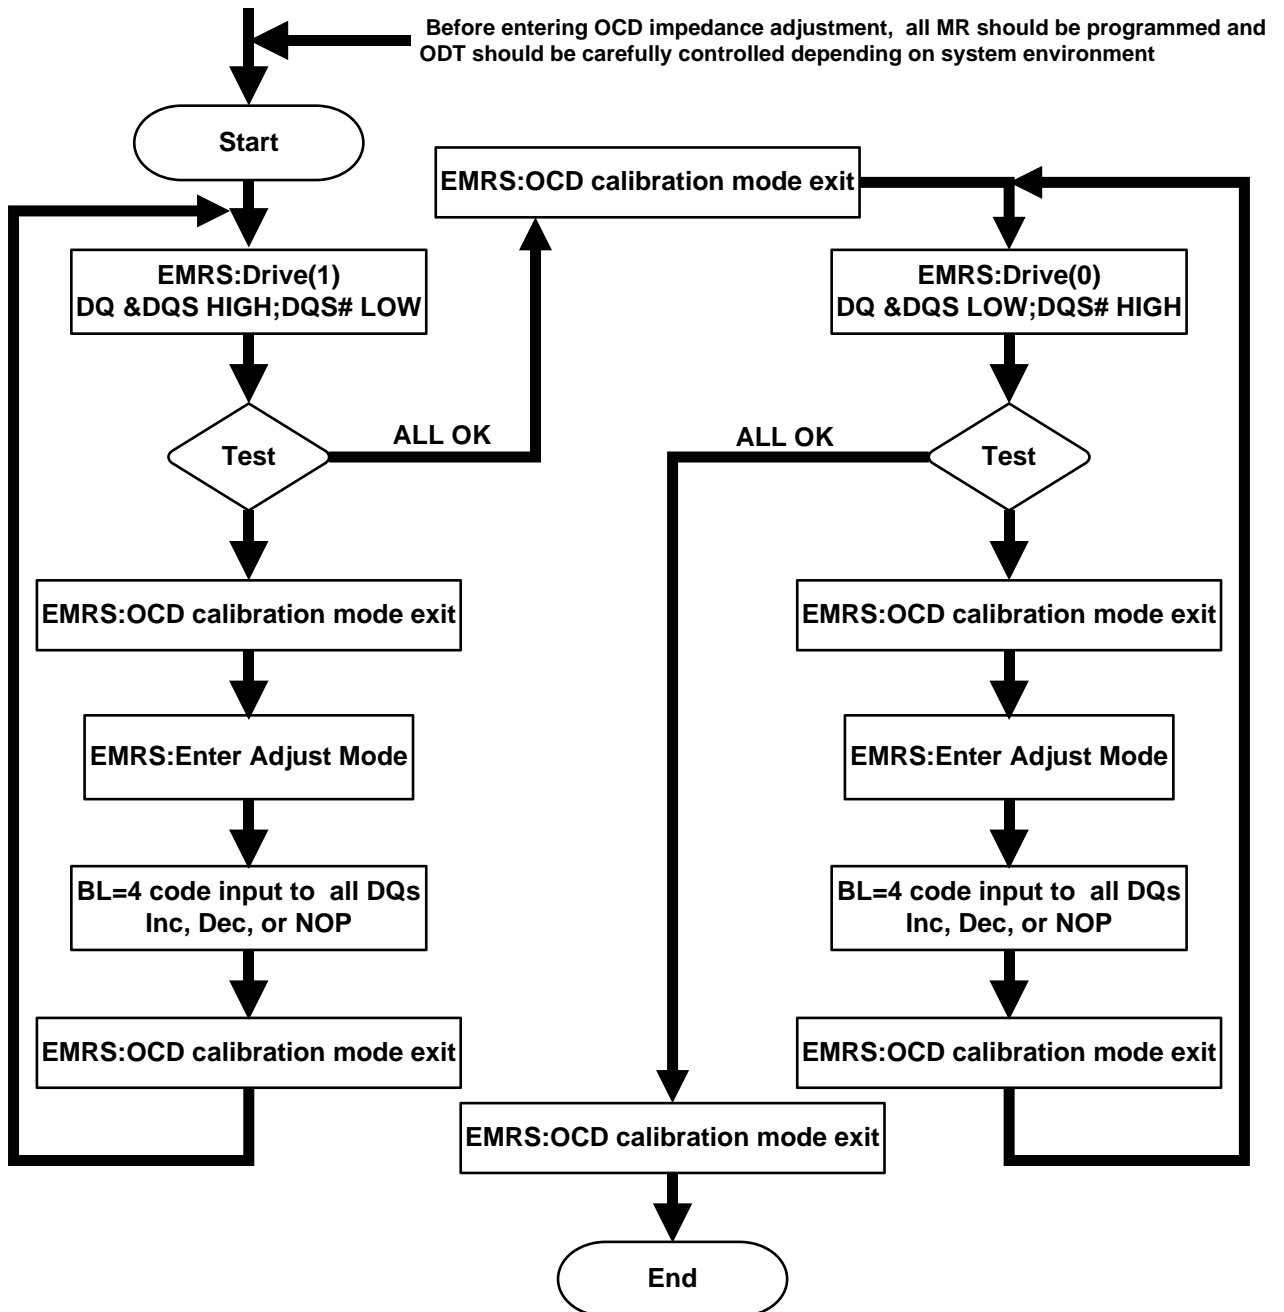 Before entering OCD impedance adjustment, all MR should be programmed and
ODT should be carefully controlled depending on system environment
Start
EMRS:OCD calibration mode exit
EMRS:Drive(1)
DQ &DQS HIGH;DQS# LOW
EMRS:Drive(0)
DQ &DQS LOW;DQS# HIGH
Test
ALL OK
ALL OK
Test
EMRS:OCD calibration mode exit
EMRS:OCD calibration mode exit
EMRS:Enter Adjust Mode
EMRS:Enter Adjust Mode
BL=4 code input to all DQs
Inc, Dec, or NOP
BL=4 code input to all DQs
Inc, Dec, or NOP
EMRS:OCD calibration mode exit
EMRS:OCD calibration mode exit
EMRS:OCD calibration mode exit
End